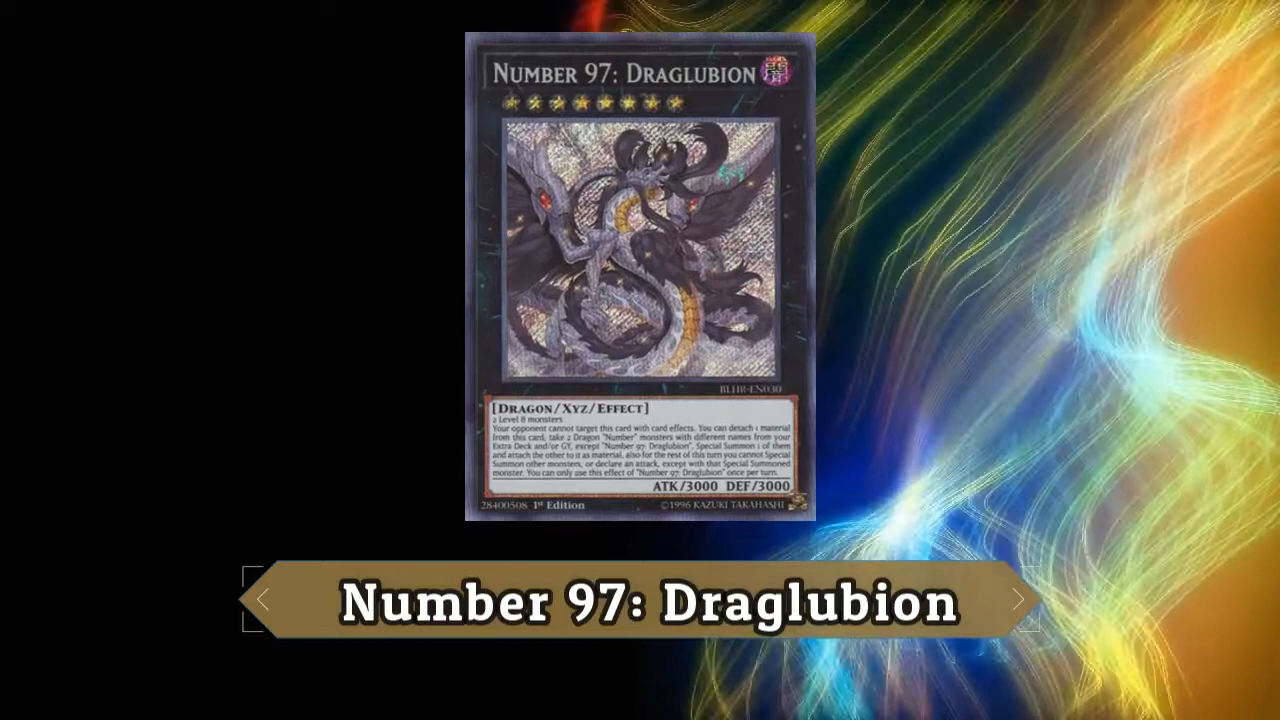 NUMBER 97: DRAGLUBION
BLHR-EN030
[DRAGON/XYZ/EFFECT]
2 Level 8 monsters
Your opponent cannot target this card with card effects. You can detach 1 material
from this card, take 2 Dragon "Number" monsters with different names from your
Extra Deck and/or GY, except "Number 97: Draglubion", Special Summon 1 of them
and attach the other to it as material, also for the rest of this turn you cannot Special
Summon other monsters, or declare an attack, except with that Special Summoned
monster. You can only use this effect of "Number 97: Draglubion" once per turn.
ATK/3000 DEF/3000
28400508 1st Edition ©1996 KAZUKI TAKAHASHI
Number 97: Draglubion